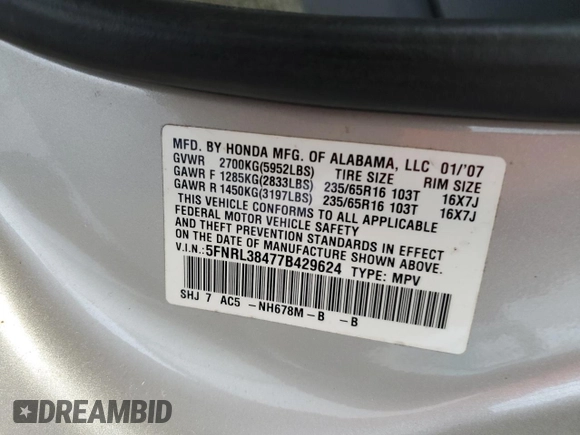 MFD. BY HONDA MFG. OF ALABAMA, LLC 01/'07
GVWR 2700KG(5952LBS) TIRE SIZE RIM SIZE
GAWR F 1285KG(2833LBS) 235/65R16 103T 16X7J
GAWR R 1450KG(3197LBS) 235/65R16 103T 16X7J
THIS VEHICLE CONFORMS TO ALL APPLICABLE
FEDERAL MOTOR VEHICLE SAFETY
STANDARDS IN EFFECT
ON THE DATE OF MANUFACTURE SHOWN ABOVE.
V.I.N.:5FNRL38477B429624 TYPE: MPV
SHJ 7 AC5 -NH678M-B -B
DREAMBID